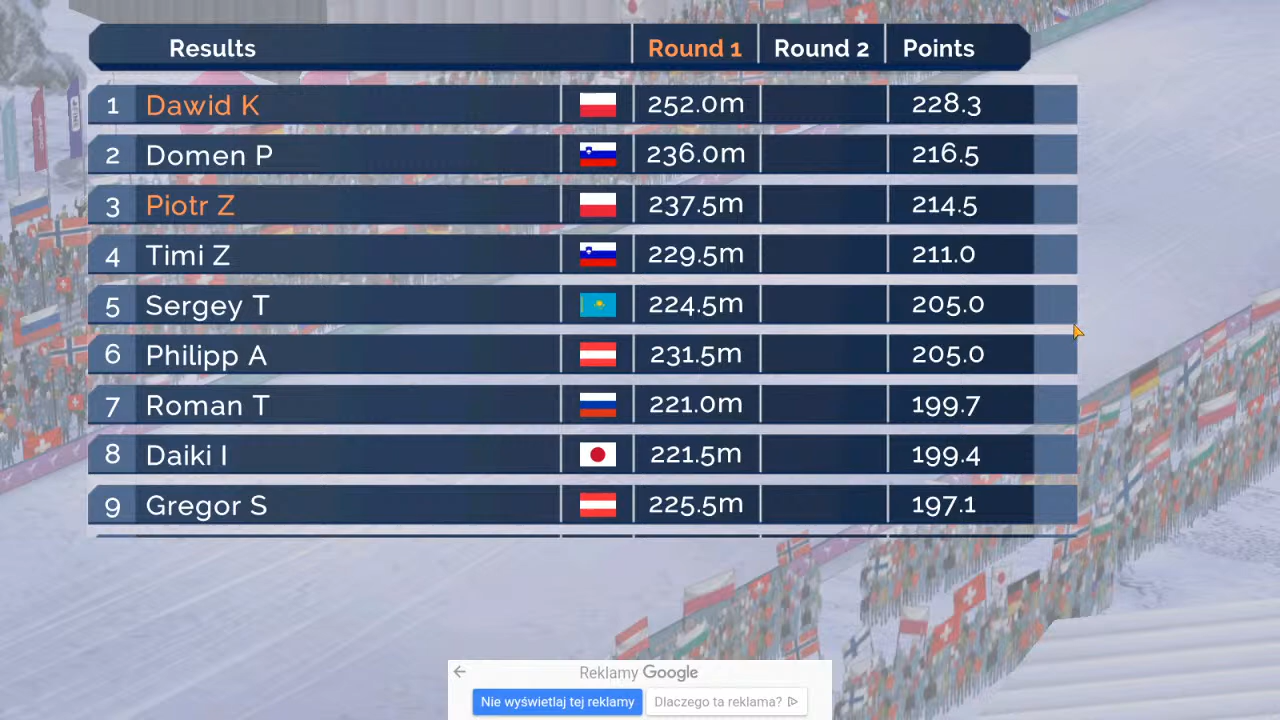 Results Round 1 Round 2 Points
1 Dawid K 252.0m 228.3
2 Domen P 236.0m 216.5
3 Piotr Z 237.5m 214.5
4 Timi Z 229.5m 211.0
5 Sergey T 224.5m 205.0
6 Philipp A 231.5m 205.0
7 Roman T 221.0m 199.7
8 Daiki I 221.5m 199.4
9 Gregor S 225.5m 197.1
Reklamy Google
Nie wyświetlaj tej reklamy Dlaczego ta reklama?